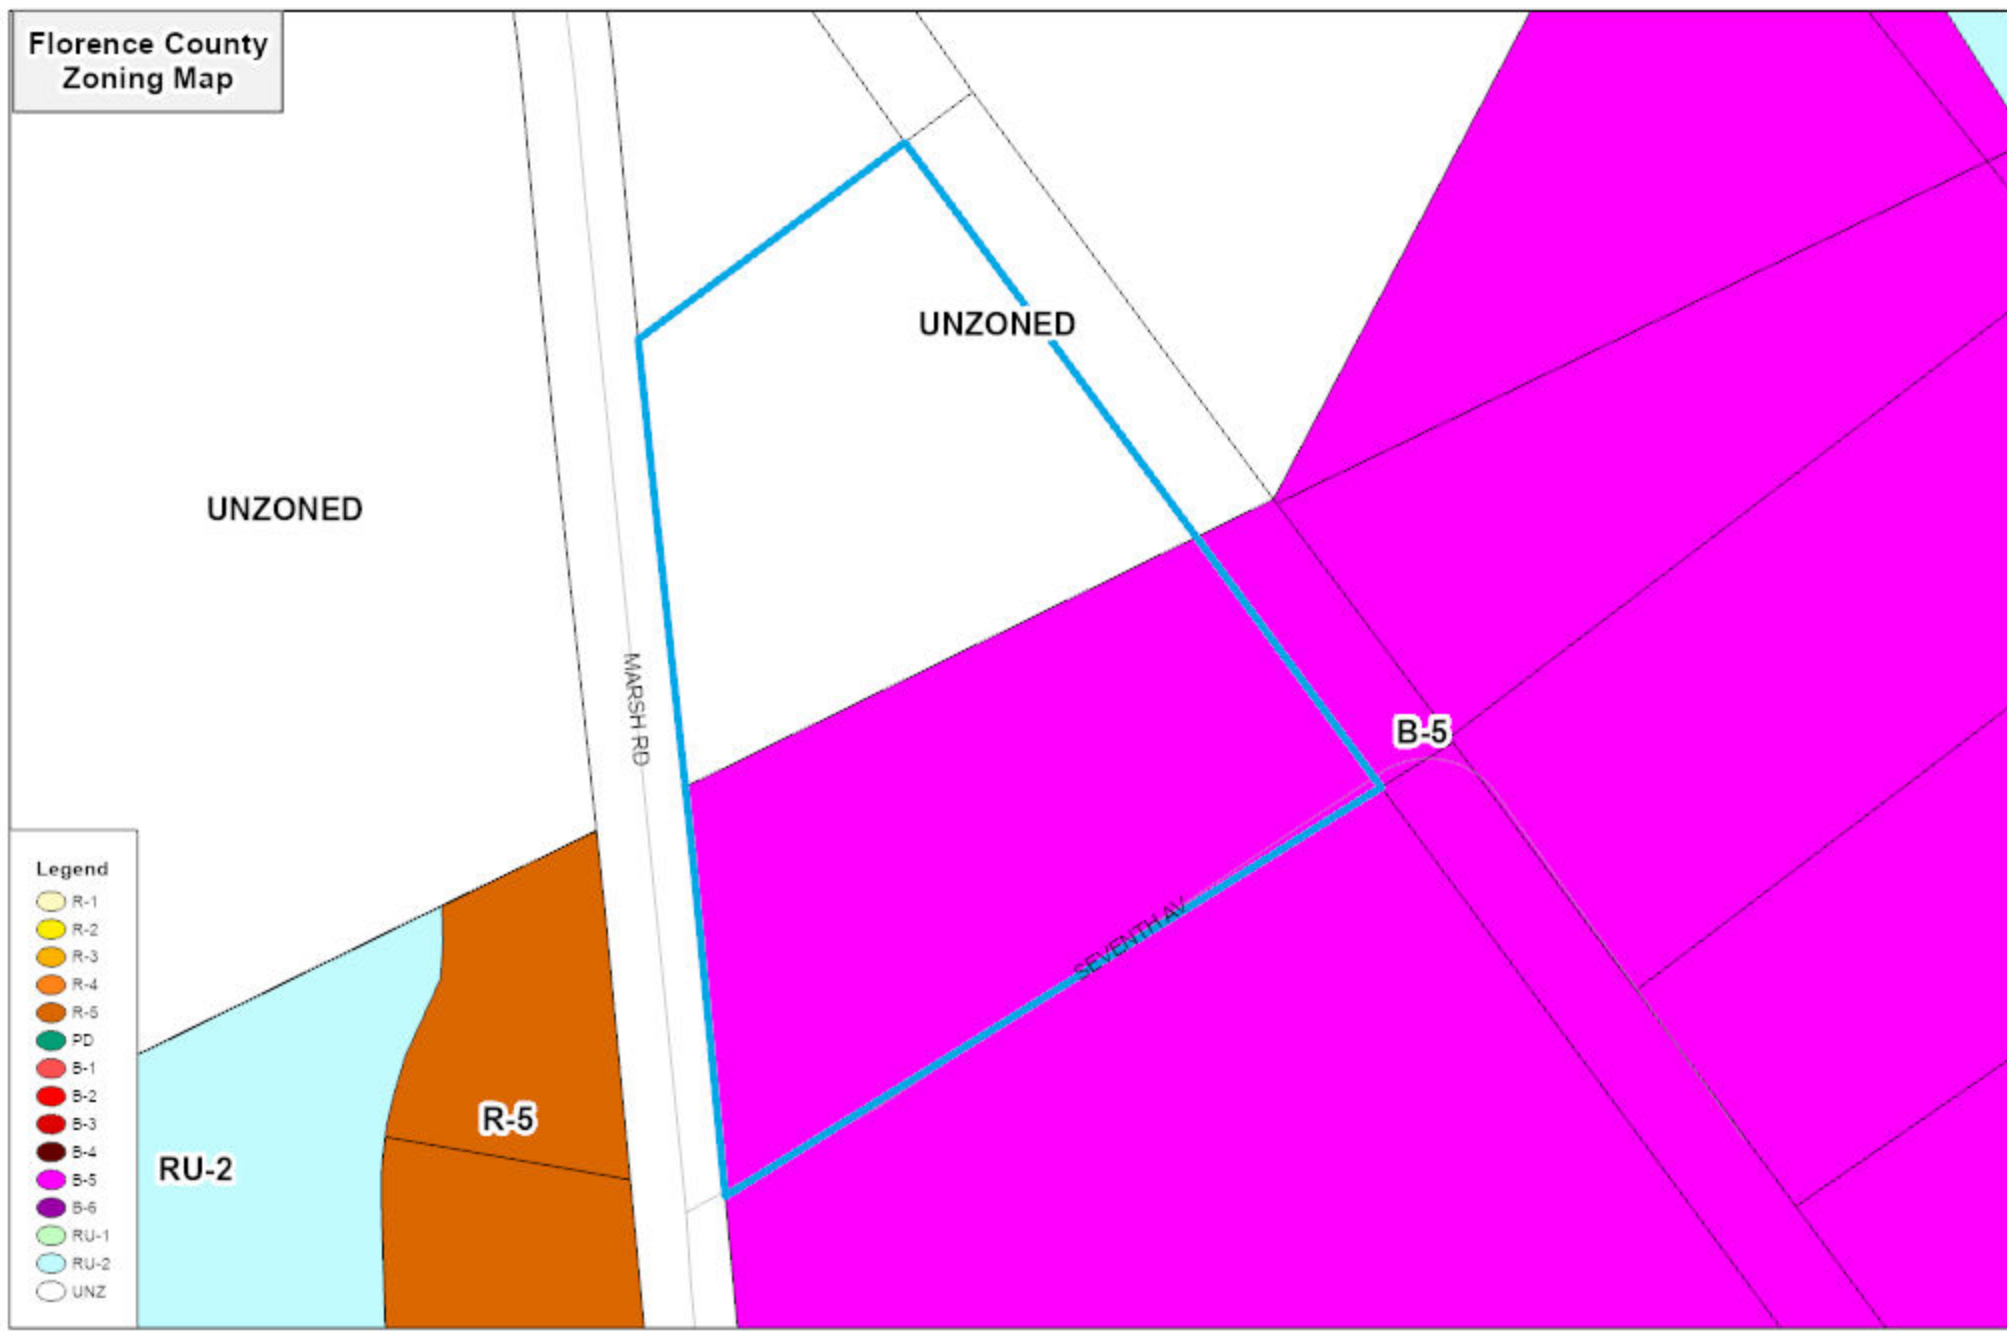 Florence County
Zoning Map
UNZONED
UNZONED
MARSH RD
B-5
SEVENTH AV
R-5
RU-2
Legend
R-1
R-2
R-3
R-4
R-5
PD
B-1
B-2
B-3
B-4
B-5
B-6
RU-1
RU-2
UNZ